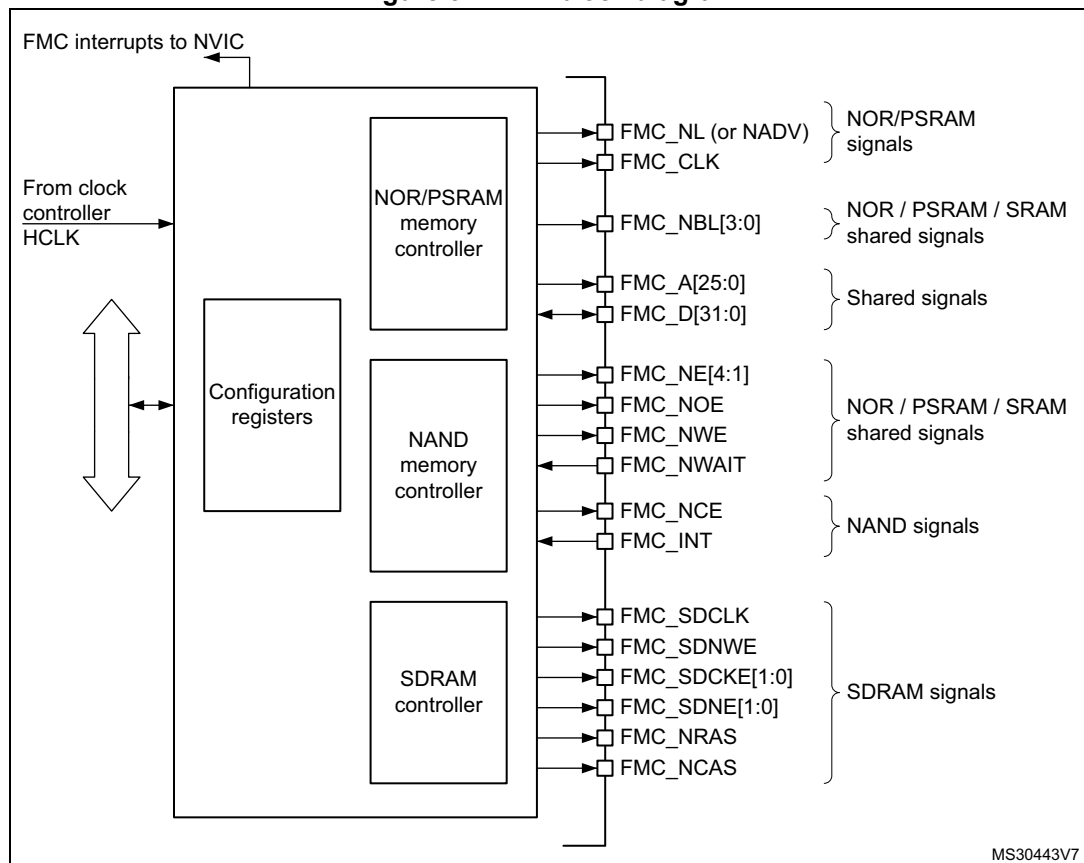 FMC interrupts to NVIC
From clock
controller
HCLK
Configuration
registers
NOR/PSRAM
memory
controller
NAND
memory
controller
SDRAM
controller
FMC_NL (or NADV)
FMC_CLK
NOR/PSRAM
signals
FMC_NBL[3:0]
NOR / PSRAM / SRAM
shared signals
FMC_A[25:0]
FMC_D[31:0]
Shared signals
FMC_NE[4:1]
FMC_NOE
FMC_NWE
FMC_NWAIT
NOR / PSRAM / SRAM
shared signals
FMC_NCE
FMC_INT
NAND signals
FMC_SDCLK
FMC_SDNWE
FMC_SDCKE[1:0]
FMC_SDNE[1:0]
FMC_NRAS
FMC_NCAS
SDRAM signals
MS30443V7